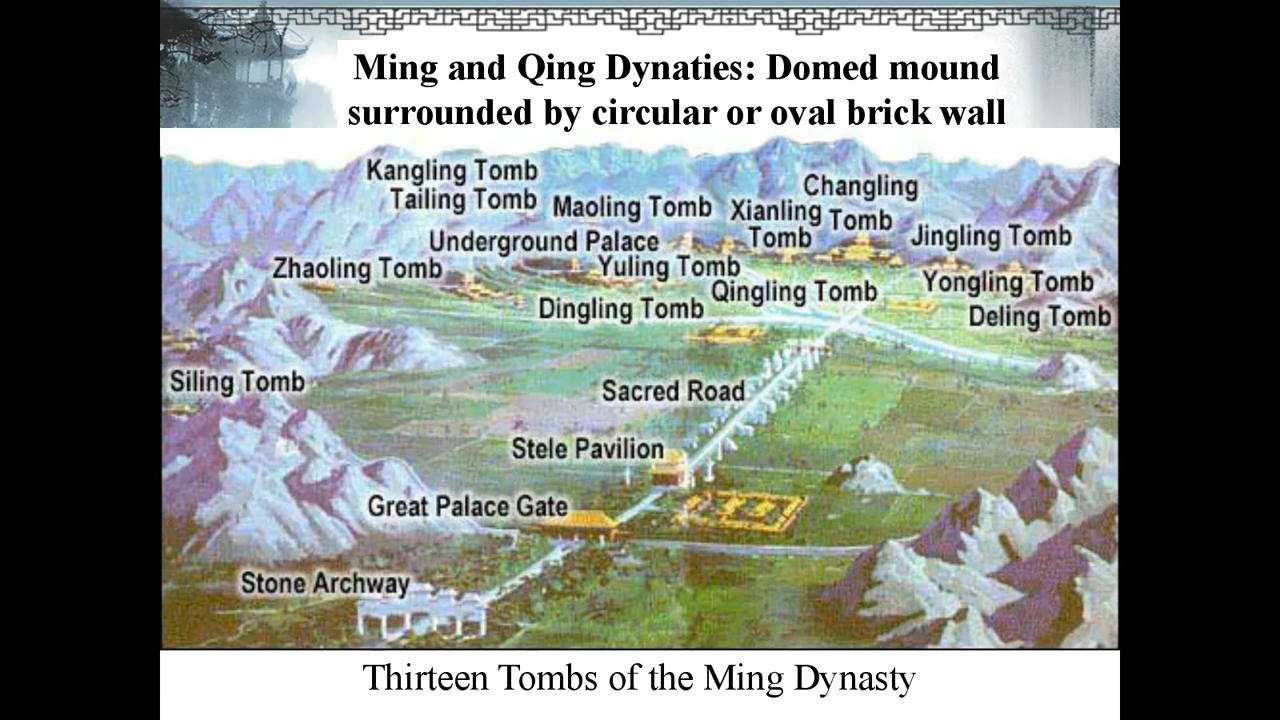 Ming and Qing Dynaties: Domed mound
surrounded by circular or oval brick wall
Kangling Tomb
Tailing Tomb
Maoling Tomb
Xianling
Tomb
Changling
Tomb
Underground Palace
Jingling Tomb
Zhaoling Tomb
Yuling Tomb
Yongling Tomb
Dingling Tomb
Qingling Tomb
Deling Tomb
Siling Tomb
Sacred Road
Stele Pavilion
Great Palace Gate
Stone Archway
Thirteen Tombs of the Ming Dynasty